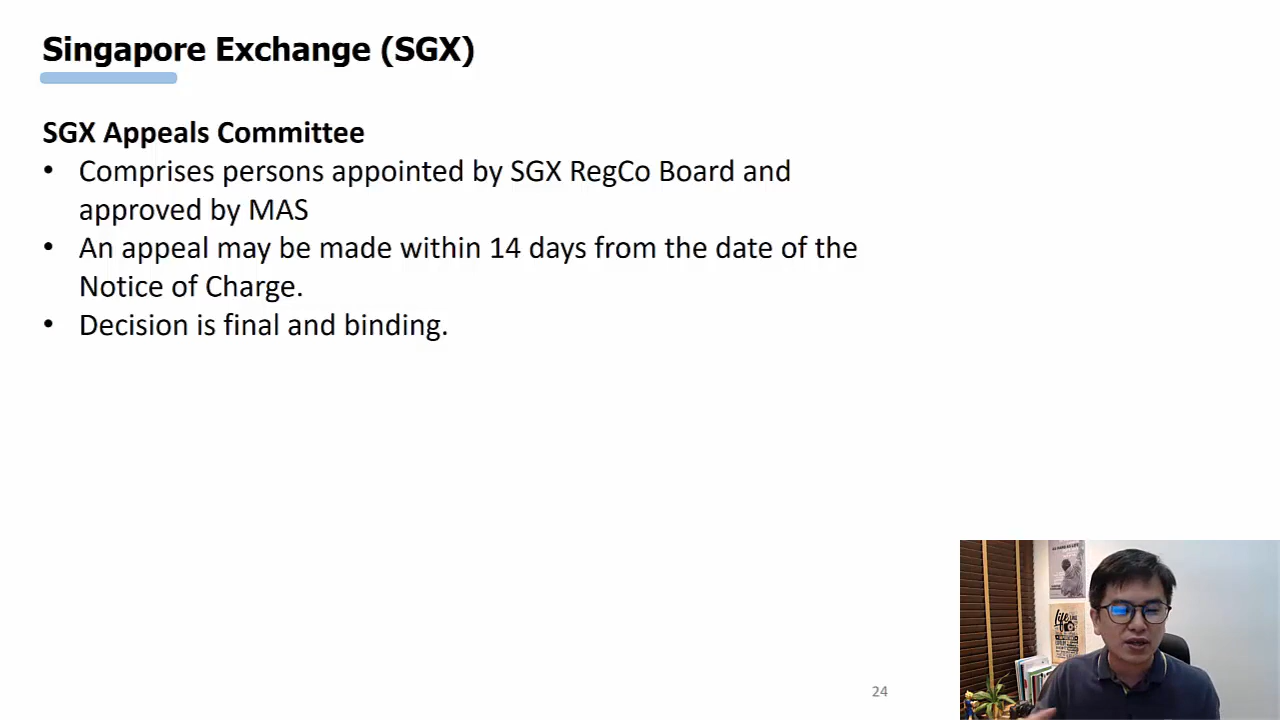 Singapore Exchange (SGX)
SGX Appeals Committee
• Comprises persons appointed by SGX RegCo Board and
approved by MAS
• An appeal may be made within 14 days from the date of the
Notice of Charge.
• Decision is final and binding.
Life
24